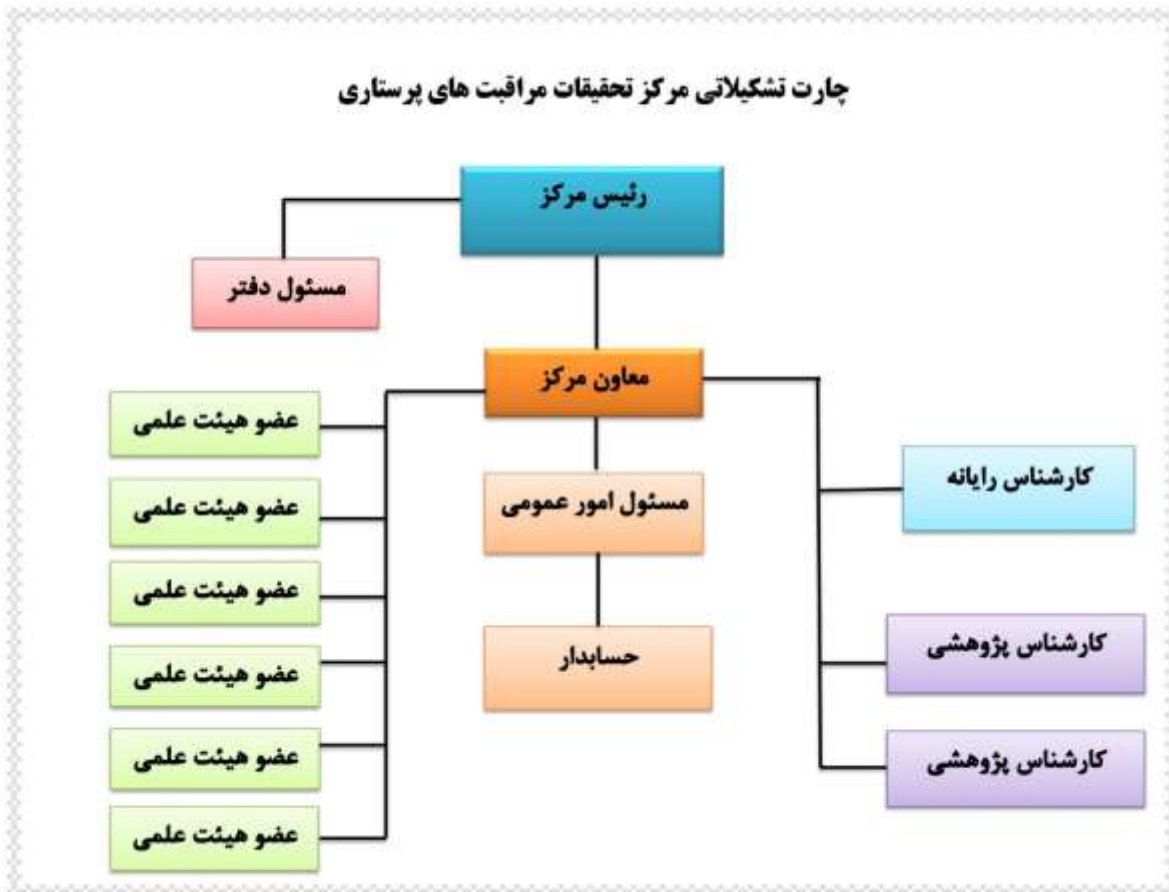 چارت تشکیلاتی مرکز تحقیقات مراقبت های پرستاری
رئیس مرکز
مسئول دفتر
معاون مرکز
کارشناس رایانه
کارشناس پژوهشی
کارشناس پژوهشی
مسئول امور عمومی
حسابدار
عضو هیئت علمی
عضو هیئت علمی
عضو هیئت علمی
عضو هیئت علمی
عضو هیئت علمی
عضو هیئت علمی